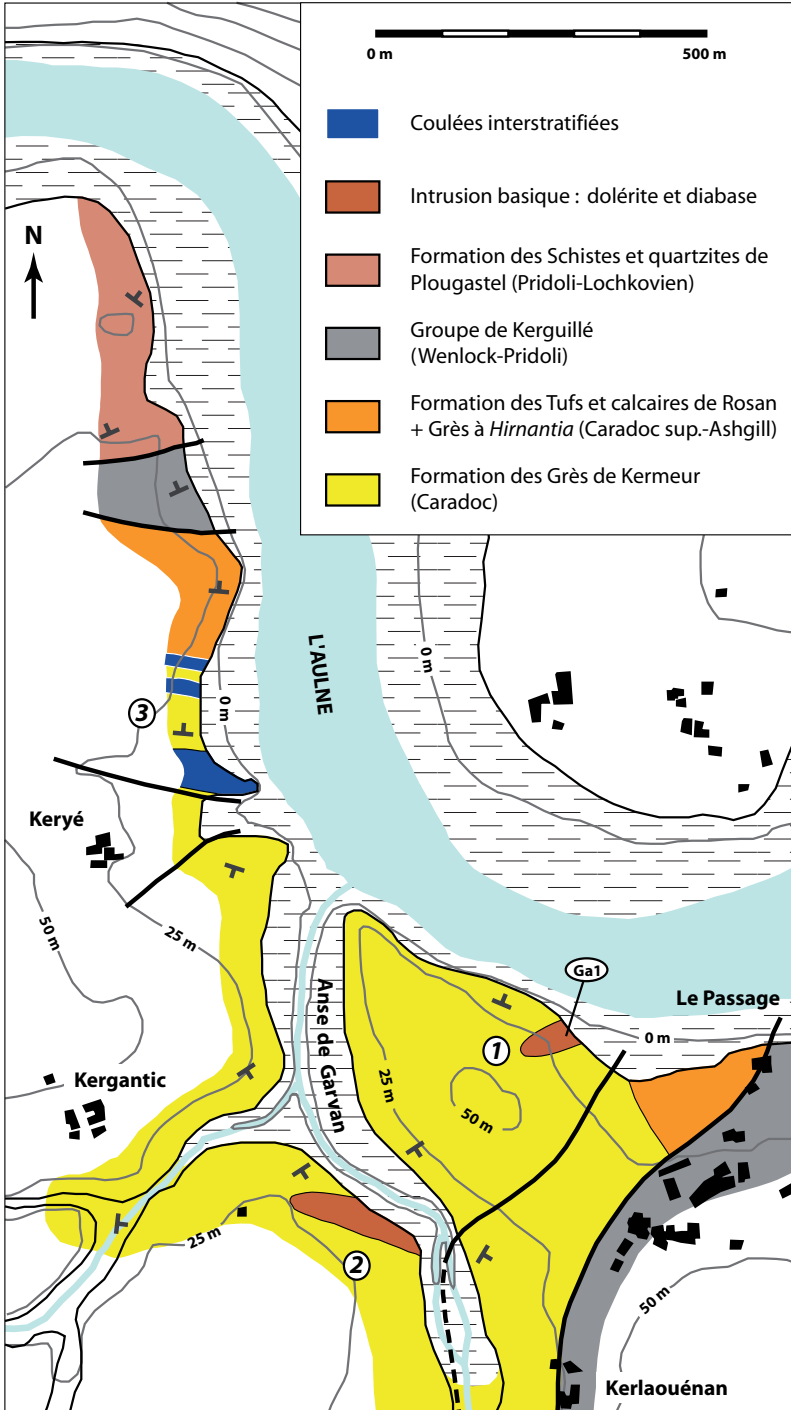 0 m 500 m
Coulées interstratifiées
Intrusion basique : dolérite et diabase
Formation des Schistes et quartzites de
Plougastel (Pridoli-Lochkovien)
Groupe de Kerguillé
(Wenlock-Pridoli)
Formation des Tufs et calcaires de Rosan
+ Grès à Hirnantia (Caradoc sup.-Ashgill)
Formation des Grès de Kermeur
(Caradoc)
N
L'AULNE
0 m
0 m
3
Keryé
50 m
25 m
Anse de Garvan
Ga1
Le Passage
0 m
1
25 m
50 m
Kergantic
25 m
2
50 m
Kerlaouénan